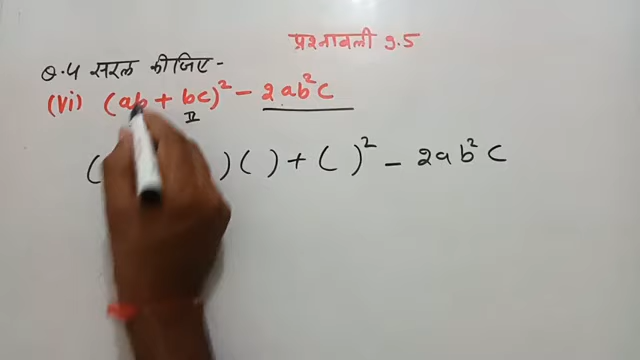 प्रश्नावली 9.5
Q.4 सरल कीजिए -
(vi) (ab + bc)² - 2ab²c
II
( )( ) + ( )² - 2ab²c